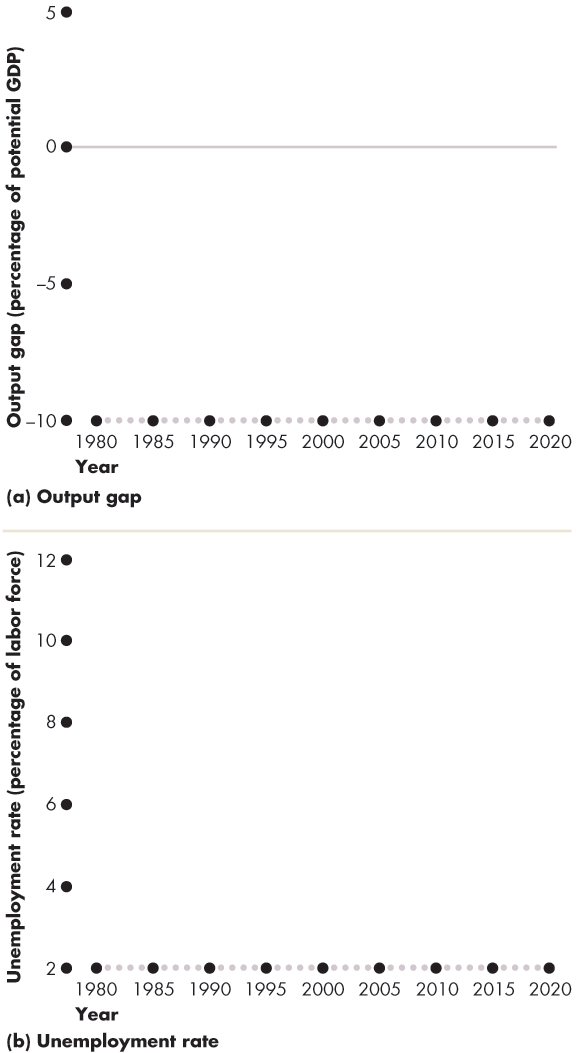 Output gap (percentage of potential GDP)
5
0
–5
–10
1980 1985 1990 1995 2000 2005 2010 2015 2020
Year
(a) Output gap
Unemployment rate (percentage of labor force)
12
10
8
6
4
2
1980 1985 1990 1995 2000 2005 2010 2015 2020
Year
(b) Unemployment rate